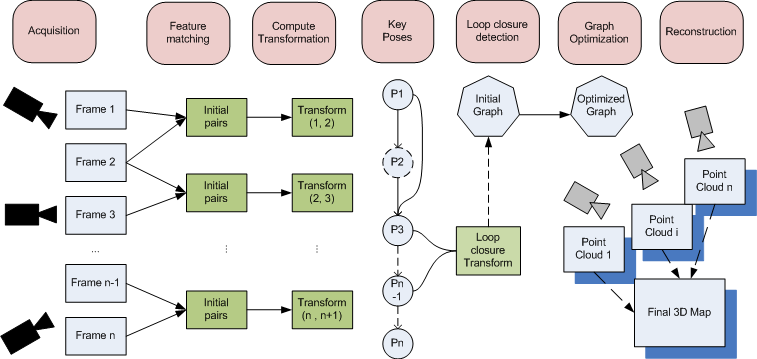 Acquisition
Feature
matching
Compute
Transformation
Key
Poses
Loop closure
detection
Graph
Optimization
Reconstruction
Frame 1
Frame 2
Frame 3
...
Frame n-1
Frame n
Initial
pairs
Initial
pairs
...
Initial
pairs
Transform
(1, 2)
Transform
(2, 3)
...
Transform
(n , n+1)
P1
P2
P3
Pn
-1
Pn
Initial
Graph
Loop
closure
Transform
Optimized
Graph
Point
Cloud n
Point
Cloud i
Point
Cloud 1
Final 3D Map